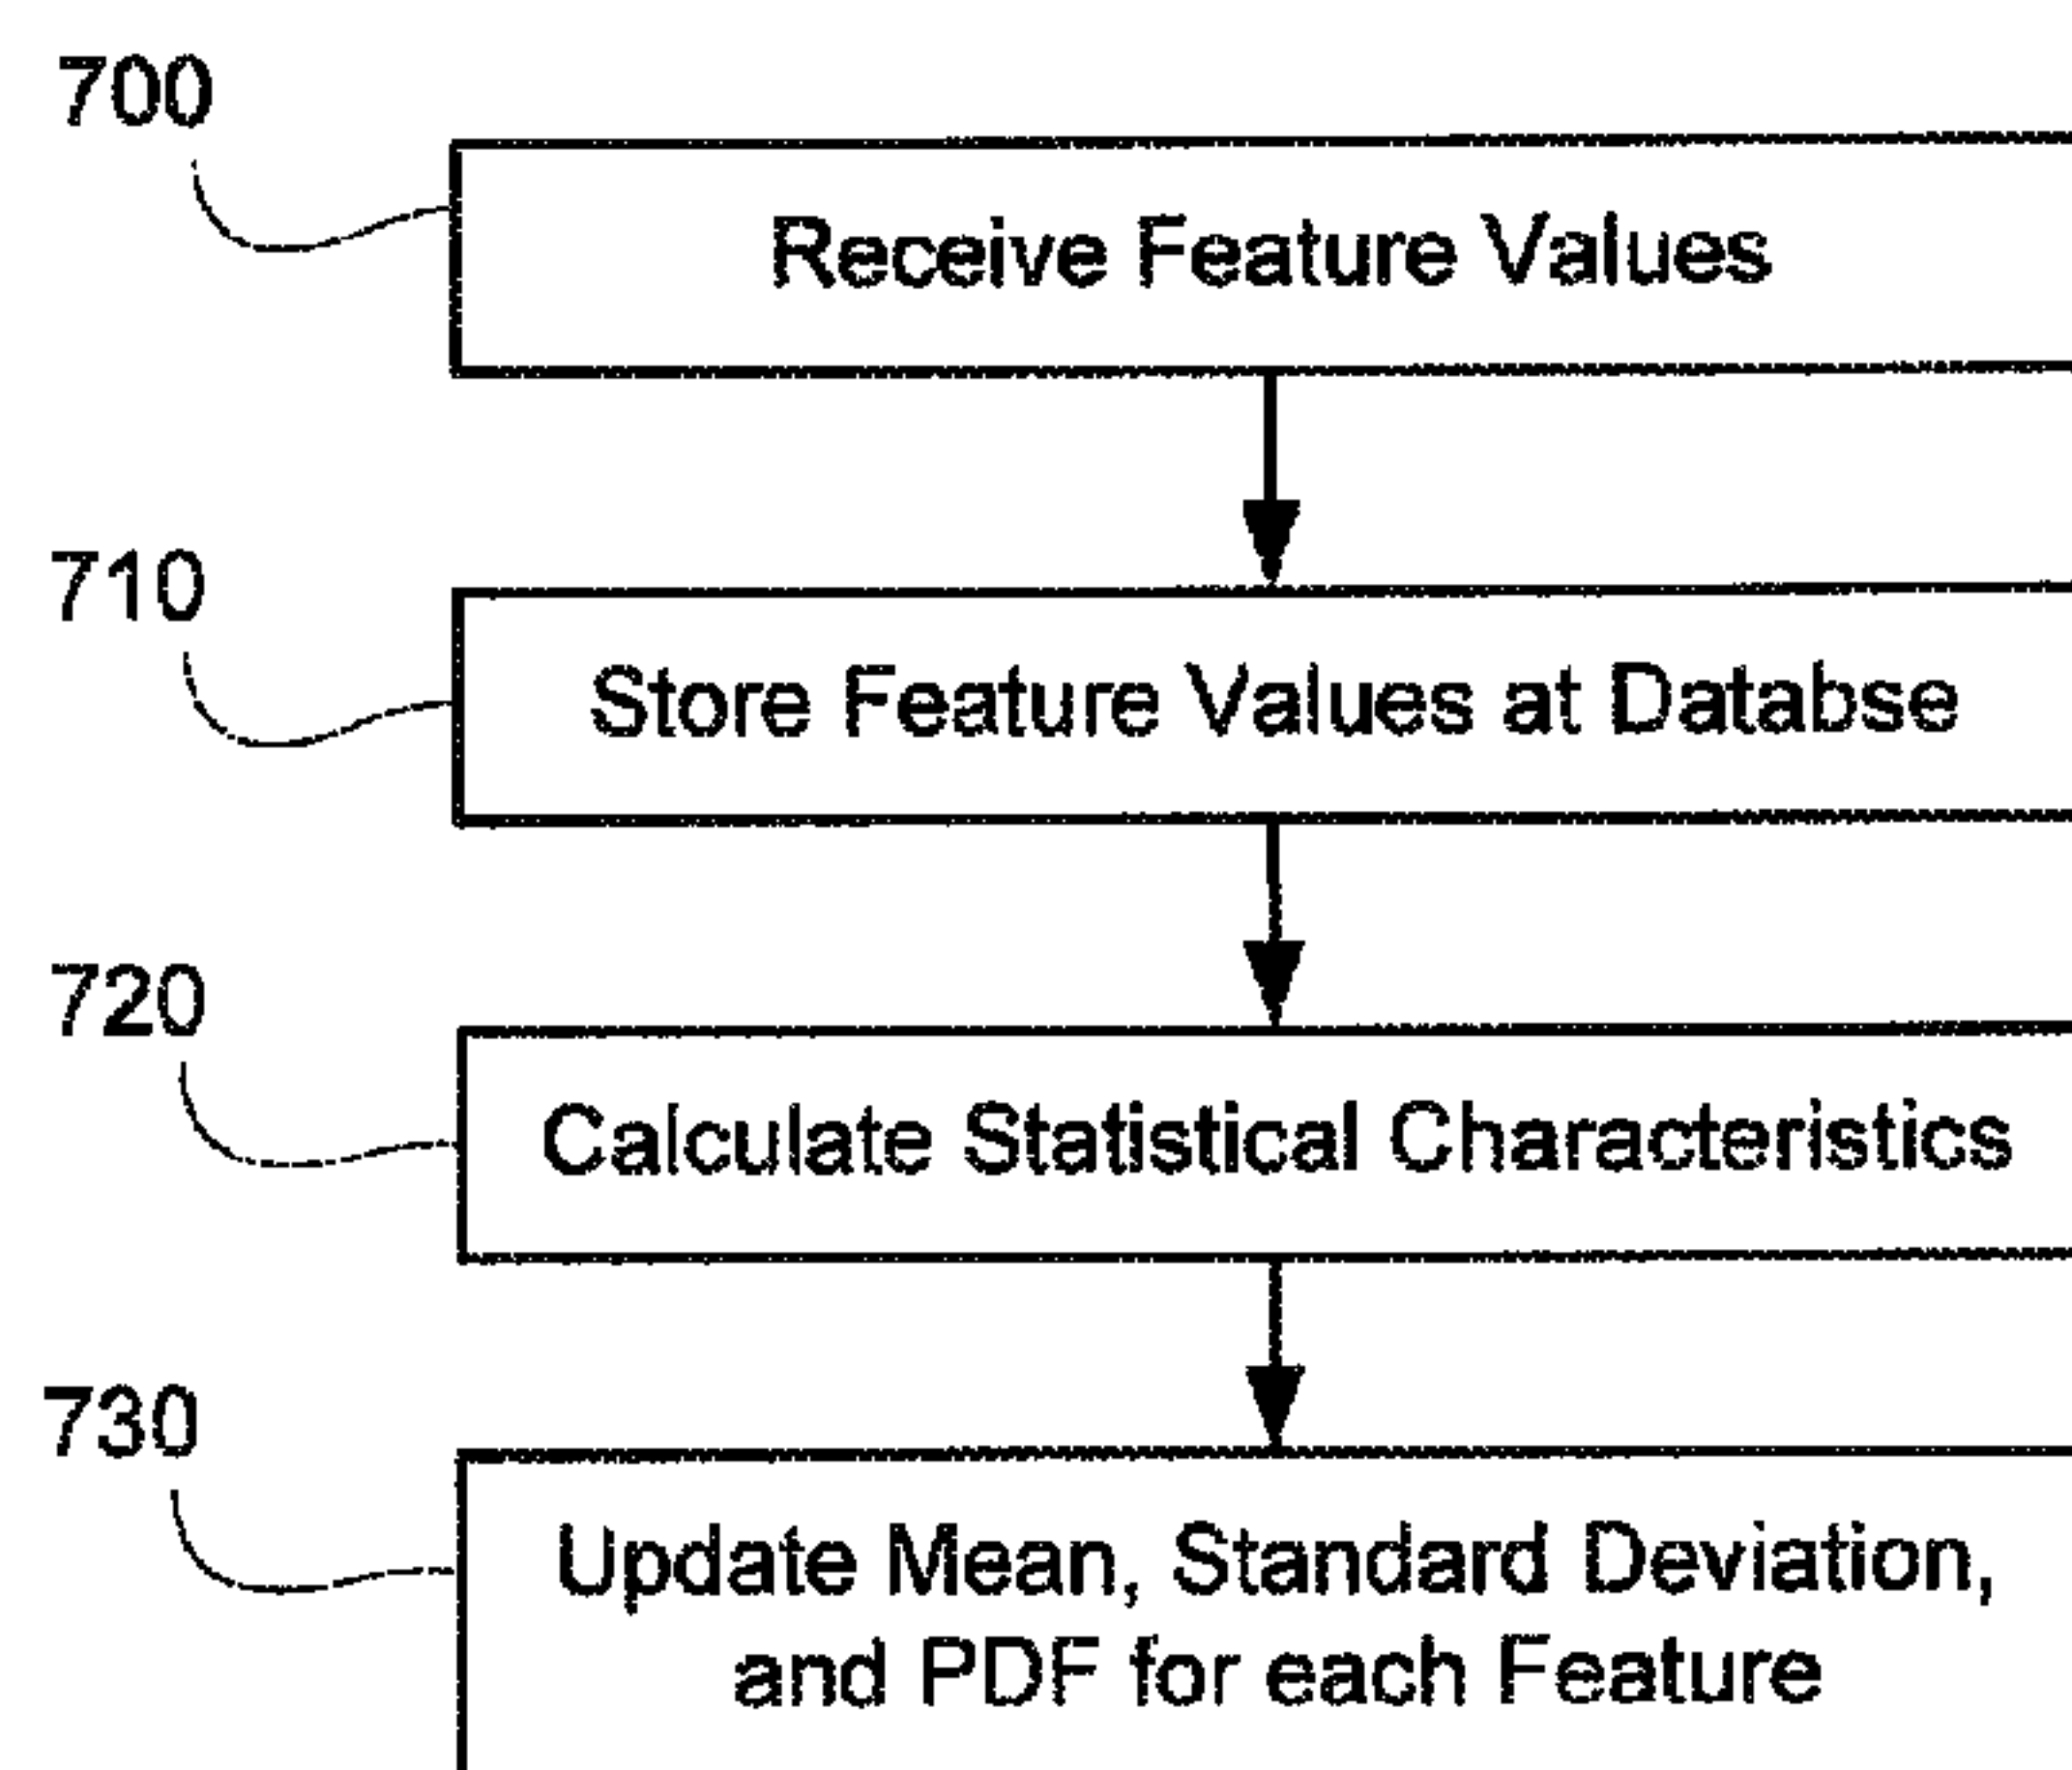 700
Receive Feature Values
710
Store Feature Values at Databse
720
Calculate Statistical Characteristics
730
Update Mean, Standard Deviation,
and PDF for each Feature